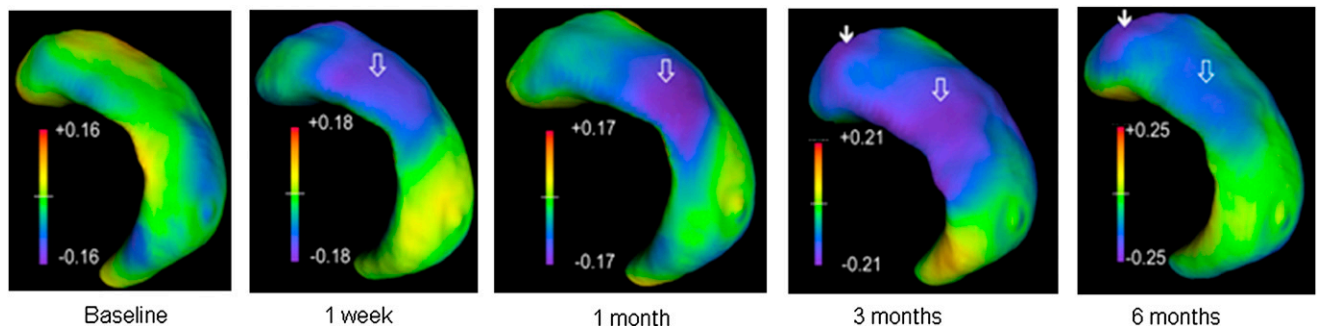 +0.16
-0.16
Baseline
+0.18
-0.18
1 week
+0.17
-0.17
1 month
+0.21
-0.21
3 months
+0.25
-0.25
6 months